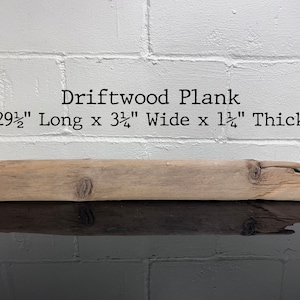 Driftwood Plank
29½" Long x 3¼" Wide x 1¼" Thick